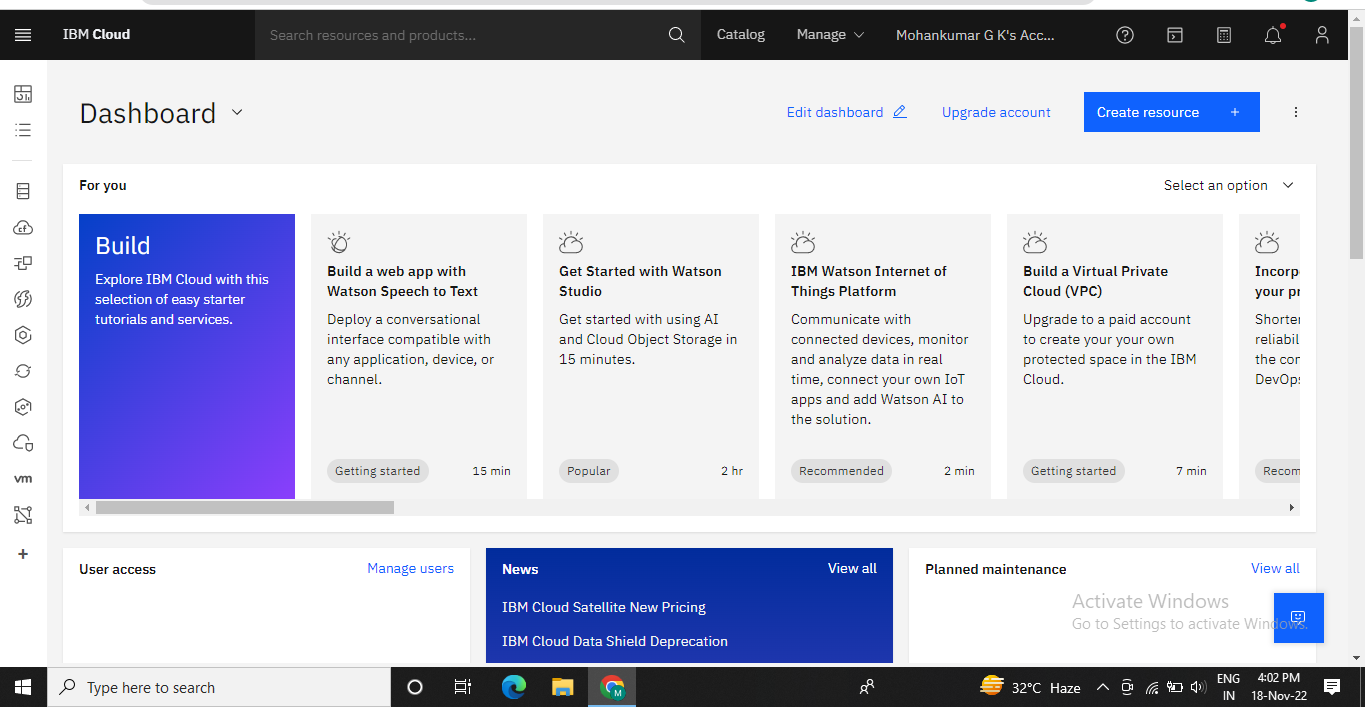 IBM Cloud
Search resources and products...
Catalog
Manage
Mohankumar G K's Acc...
Dashboard
Edit dashboard
Upgrade account
Create resource +
For you
Select an option
Build
Explore IBM Cloud with this
selection of easy starter
tutorials and services.
Build a web app with
Watson Speech to Text
Deploy a conversational
interface compatible with
any application, device, or
channel.
Getting started
15 min
Get Started with Watson
Studio
Get started with using AI
and Cloud Object Storage in
15 minutes.
Popular
2 hr
IBM Watson Internet of
Things Platform
Communicate with
connected devices, monitor
and analyze data in real
time, connect your own IoT
apps and add Watson AI to
the solution.
Recommended
2 min
Build a Virtual Private
Cloud (VPC)
Upgrade to a paid account
to create your your own
protected space in the IBM
Cloud.
Getting started
7 min
Incorp
your pr
Shorter
reliabil
the cor
DevOps
Recom
cf
vm
+
User access
Manage users
News
View all
IBM Cloud Satellite New Pricing
IBM Cloud Data Shield Deprecation
Planned maintenance
View all
Activate Windows
Go to Settings to activate Windows.
Type here to search
M
32°C Haze
ENG
IN
4:02 PM
18-Nov-22